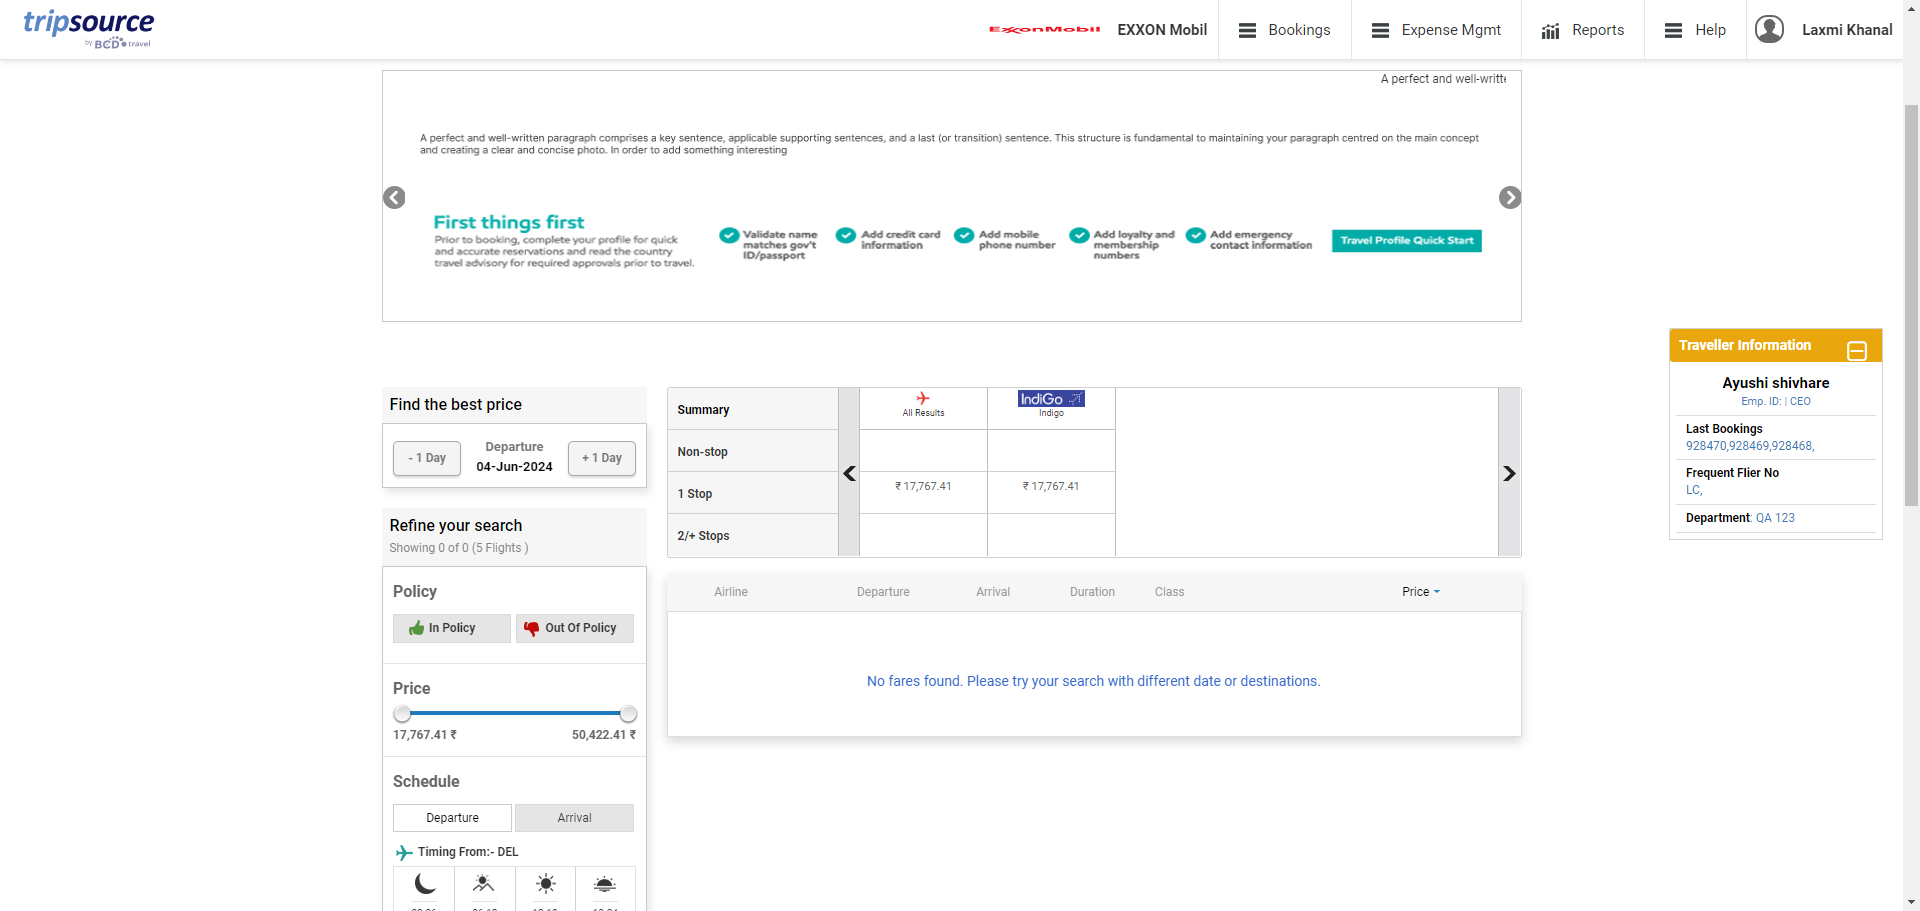 tripsource
by BCD travel
ExxonMobil
EXXON Mobil
Bookings
Expense Mgmt
Reports
Help
Laxmi Khanal
A perfect and well-writte
A perfect and well-written paragraph comprises a key sentence, applicable supporting sentences, and a last (or transition) sentence. This structure is fundamental to maintaining your paragraph centred on the main concept
and creating a clear and concise photo. In order to add something interesting
First things first
Prior to booking, complete your profile for quick
and accurate reservations and read the country
travel advisory for required approvals prior to travel.
Validate name
matches gov't
ID/passport
Add credit card
information
Add mobile
phone number
Add loyalty and
membership
numbers
Add emergency
contact information
Travel Profile Quick Start
Traveller Information
Ayushi shivhare
Emp. ID: | CEO
Last Bookings
928470,928469,928468,
Frequent Flier No
LC,
Department: QA 123
Find the best price
- 1 Day
Departure
04-Jun-2024
+ 1 Day
Refine your search
Showing 0 of 0 (5 Flights )
Policy
In Policy
Out Of Policy
Price
17,767.41 ₹
50,422.41 ₹
Schedule
Departure
Arrival
Timing From:- DEL
Summary
All Results
IndiGo
Indigo
Non-stop
1 Stop
₹ 17,767.41
₹ 17,767.41
2/+ Stops
Airline
Departure
Arrival
Duration
Class
Price
No fares found. Please try your search with different date or destinations.